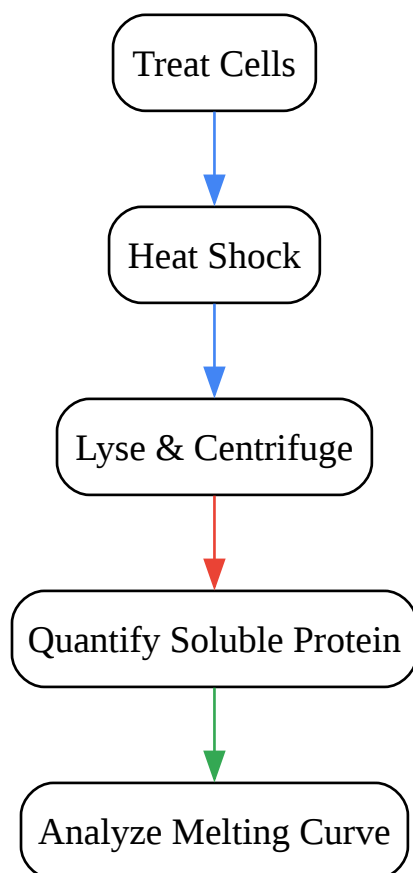 Treat Cells
Heat Shock
Lyse & Centrifuge
Quantify Soluble Protein
Analyze Melting Curve